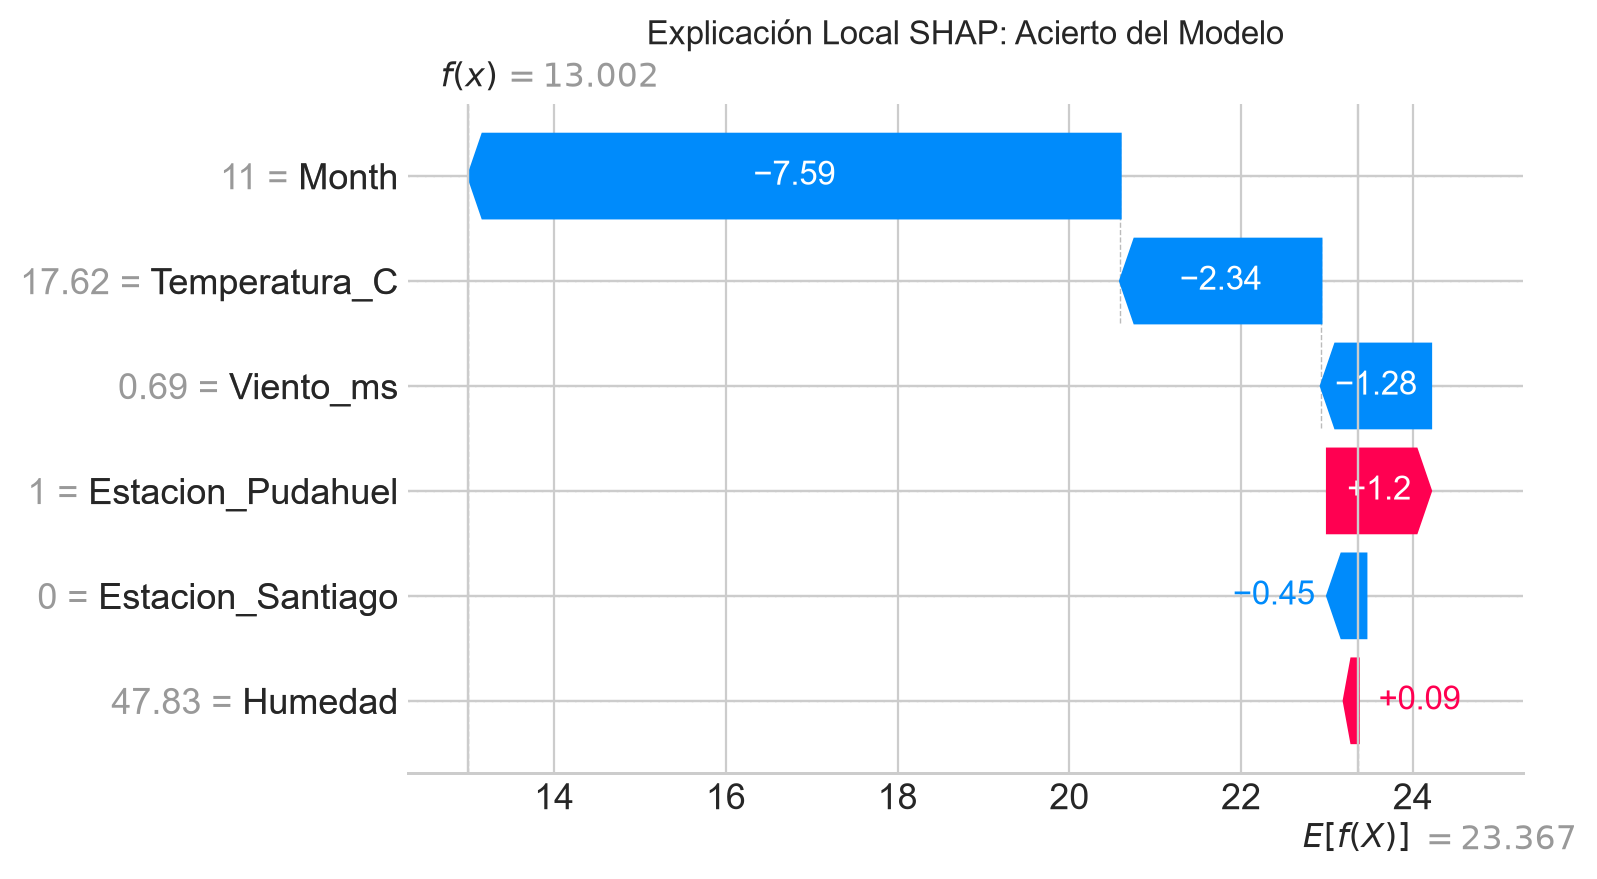 Explicación Local SHAP: Acierto del Modelo
f(x) = 13.002
11 = Month
−7.59
17.62 = Temperatura_C
−2.34
0.69 = Viento_ms
−1.28
1 = Estacion_Pudahuel
+1.2
0 = Estacion_Santiago
−0.45
47.83 = Humedad
+0.09
14 16 18 20 22 24
E[f(X)] = 23.367